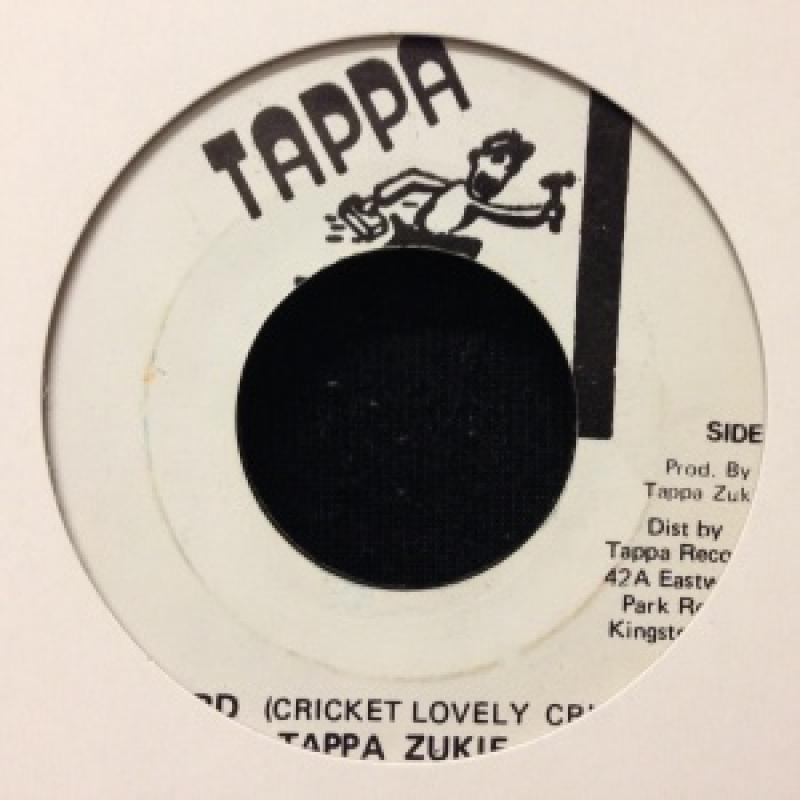 TAPPA
SIDE
Prod. By
Tappa Zuk
Dist by
Tappa Reco
42A Eastw
Park R
Kingst
RD (CRICKET LOVELY CR
TAPPA ZUKIE